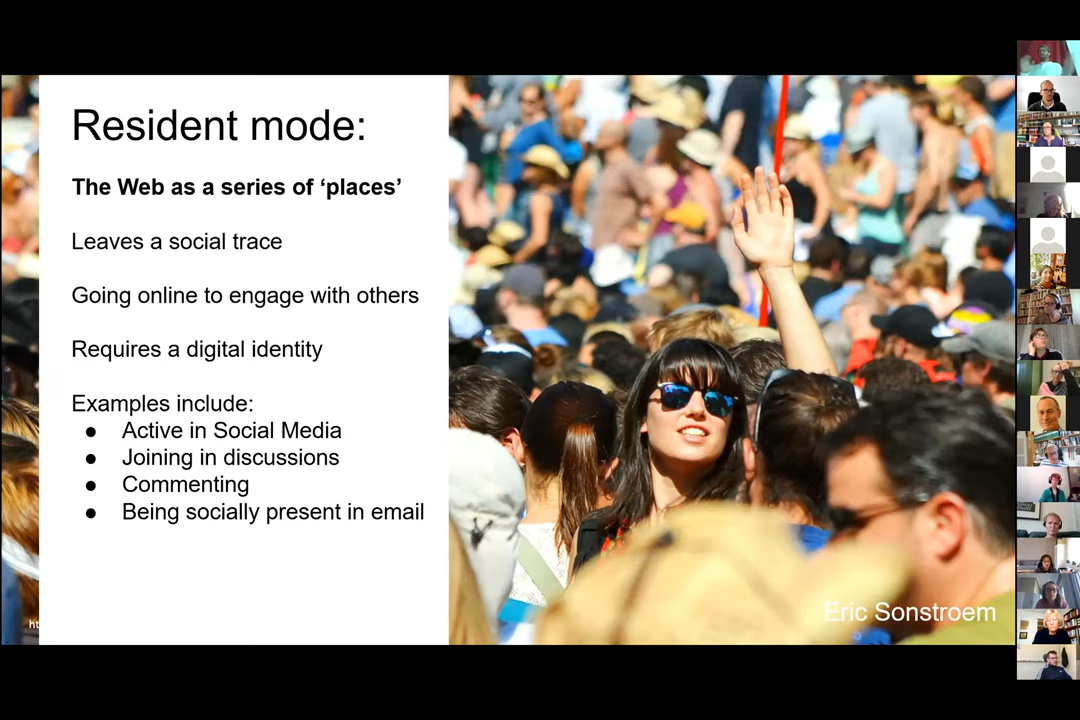 Resident mode:
The Web as a series of ‘places’
Leaves a social trace
Going online to engage with others
Requires a digital identity
Examples include:
● Active in Social Media
● Joining in discussions
● Commenting
● Being socially present in email
Eric Sonstroem